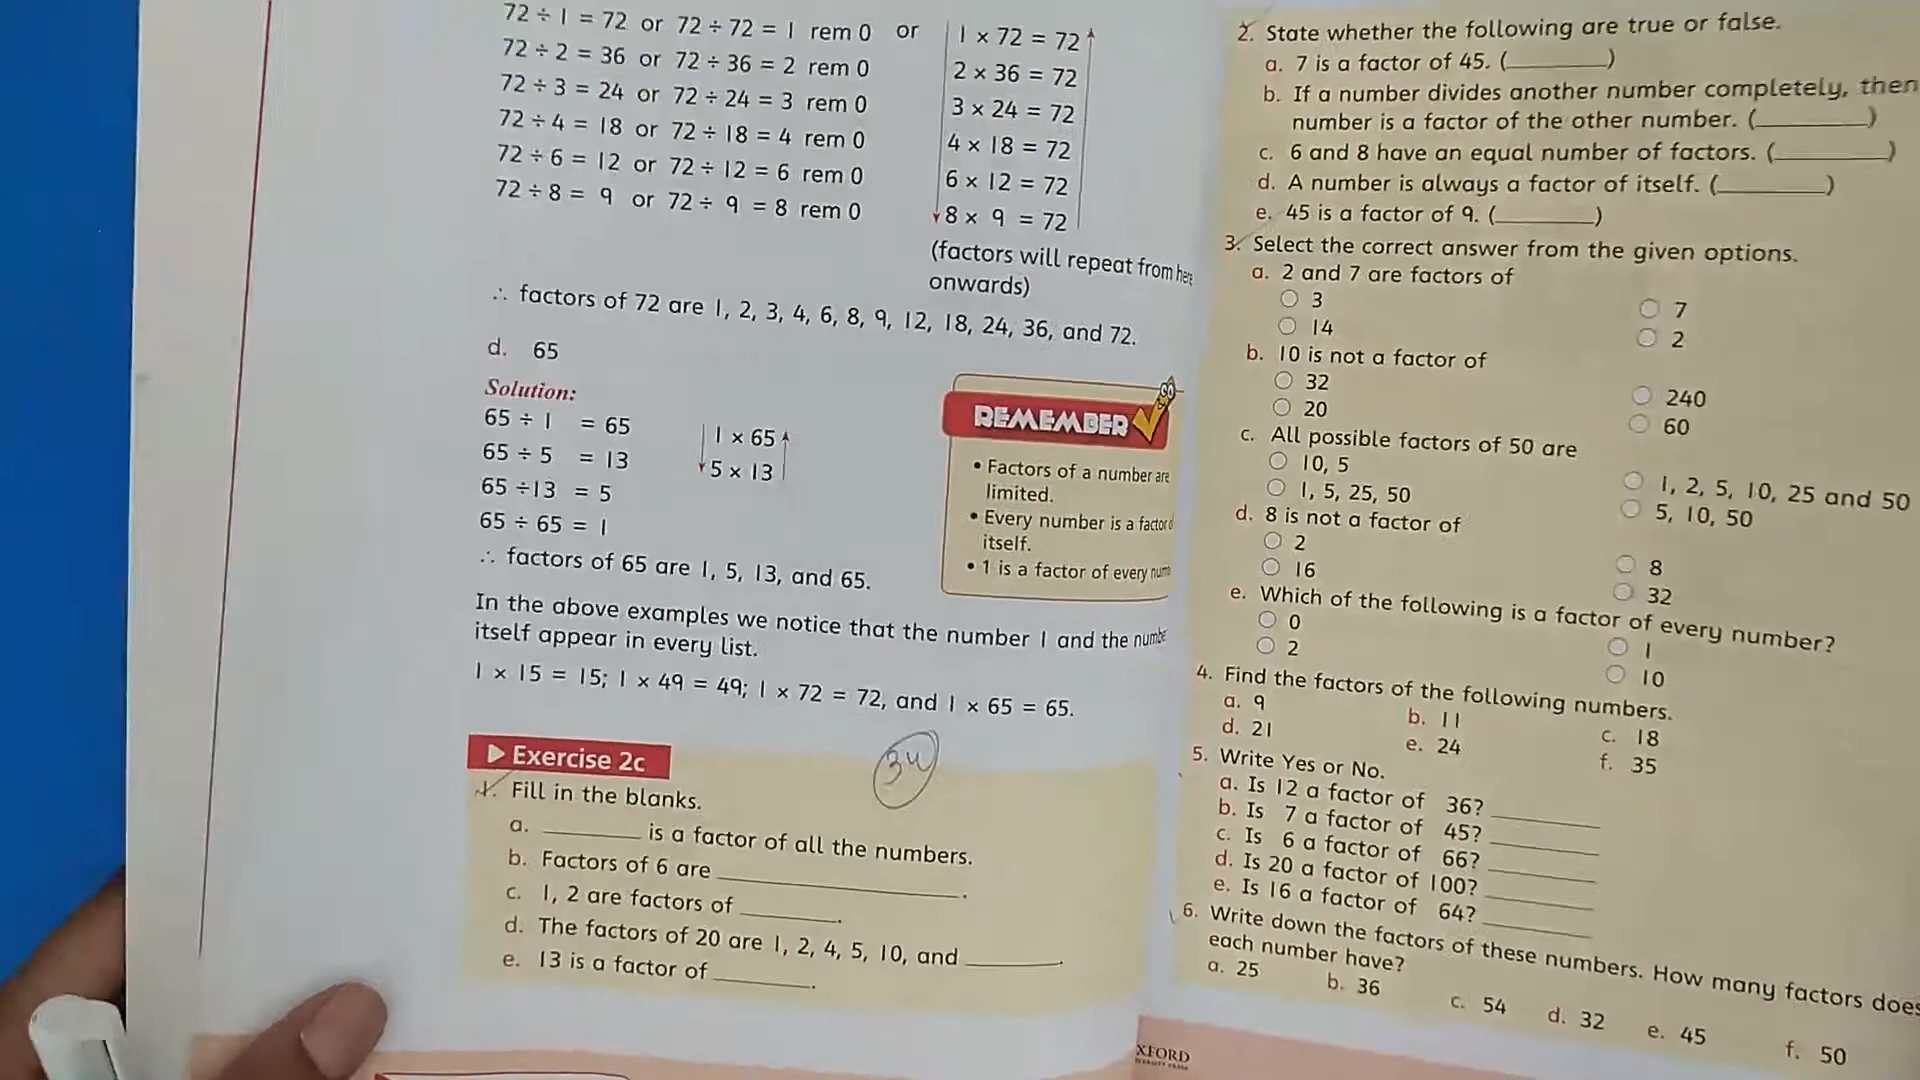 72 ÷ 1 = 72 or 72 ÷ 72 = 1 rem 0 or
72 ÷ 2 = 36 or 72 ÷ 36 = 2 rem 0
72 ÷ 3 = 24 or 72 ÷ 24 = 3 rem 0
72 ÷ 4 = 18 or 72 ÷ 18 = 4 rem 0
72 ÷ 6 = 12 or 72 ÷ 12 = 6 rem 0
72 ÷ 8 = 9 or 72 ÷ 9 = 8 rem 0
1 × 72 = 72
2 × 36 = 72
3 × 24 = 72
4 × 18 = 72
6 × 12 = 72
8 × 9 = 72
(factors will repeat from here
onwards)
∴ factors of 72 are 1, 2, 3, 4, 6, 8, 9, 12, 18, 24, 36, and 72.
d. 65
Solution:
65 ÷ 1 = 65
65 ÷ 5 = 13
65 ÷13 = 5
65 ÷ 65 = 1
1 × 65
5 × 13
∴ factors of 65 are 1, 5, 13, and 65.
REMEMBER
• Factors of a number are
limited.
• Every number is a factor
itself.
• 1 is a factor of every
In the above examples we notice that the number 1 and the
itself appear in every list.
1 × 15 = 15; 1 × 49 = 49; 1 × 72 = 72, and 1 × 65 = 65.
Exercise 2c
34
1. Fill in the blanks.
a. ________ is a factor of all the numbers.
b. Factors of 6 are ____________________.
c. 1, 2 are factors of ________.
d. The factors of 20 are 1, 2, 4, 5, 10, and ________.
e. 13 is a factor of ________.
2. State whether the following are true or false.
a. 7 is a factor of 45. (________)
b. If a number divides another number completely, then
number is a factor of the other number. (_________)
c. 6 and 8 have an equal number of factors. (_________)
d. A number is always a factor of itself. (_________)
e. 45 is a factor of 9. (________)
3. Select the correct answer from the given options.
a. 2 and 7 are factors of
3 7
14 2
b. 10 is not a factor of
32 240
20 60
c. All possible factors of 50 are
10, 5 1, 2, 5, 10, 25 and 50
1, 5, 25, 50 5, 10, 50
d. 8 is not a factor of
2 8
16 32
e. Which of the following is a factor of every number?
0 1
2 10
4. Find the factors of the following numbers.
a. 9 b. 11 c. 18
d. 21 e. 24 f. 35
5. Write Yes or No.
a. Is 12 a factor of 36? _________
b. Is 7 a factor of 45? _________
c. Is 6 a factor of 66? _________
d. Is 20 a factor of 100? _________
e. Is 16 a factor of 64? _________
6. Write down the factors of these numbers. How many factors does
each number have?
a. 25 b. 36 c. 54 d. 32 e. 45 f. 50
XFORD